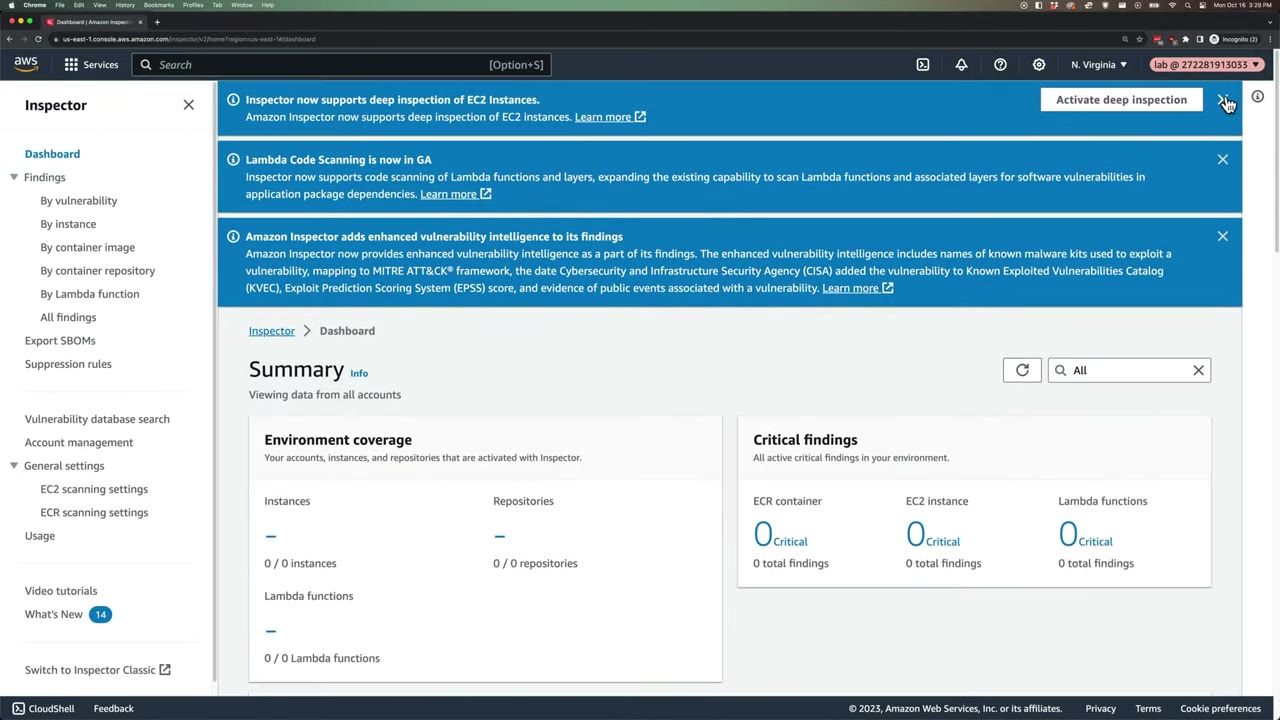 Chrome File Edit View History Bookmarks Profiles Tab Window Help
Mon Oct 16 3:29 PM
Dashboard | Amazon Inspect
us-east-1.console.aws.amazon.com/inspector/v2/home?region=us-east-1#/dashboard
Incognito (2)
aws
Services
Search
[Option+S]
N. Virginia
lab @ 272281913033
Inspector
Dashboard
Findings
By vulnerability
By instance
By container image
By container repository
By Lambda function
All findings
Export SBOMs
Suppression rules
Vulnerability database search
Account management
General settings
EC2 scanning settings
ECR scanning settings
Usage
Video tutorials
What's New 14
Switch to Inspector Classic
Inspector now supports deep inspection of EC2 Instances.
Amazon Inspector now supports deep inspection of EC2 instances. Learn more
Activate deep inspection
Lambda Code Scanning is now in GA
Inspector now supports code scanning of Lambda functions and layers, expanding the existing capability to scan Lambda functions and associated layers for software vulnerabilities in
application package dependencies. Learn more
Amazon Inspector adds enhanced vulnerability intelligence to its findings
Amazon Inspector now provides enhanced vulnerability intelligence as a part of its findings. The enhanced vulnerability intelligence includes names of known malware kits used to exploit a
vulnerability, mapping to MITRE ATT&CK® framework, the date Cybersecurity and Infrastructure Security Agency (CISA) added the vulnerability to Known Exploited Vulnerabilities Catalog
(KVEC), Exploit Prediction Scoring System (EPSS) score, and evidence of public events associated with a vulnerability. Learn more
Inspector > Dashboard
Summary Info
Viewing data from all accounts
All
Environment coverage
Your accounts, instances, and repositories that are activated with Inspector.
Instances
–
0 / 0 instances
Repositories
–
0 / 0 repositories
Lambda functions
–
0 / 0 Lambda functions
Critical findings
All active critical findings in your environment.
ECR container
0 Critical
0 total findings
EC2 instance
0 Critical
0 total findings
Lambda functions
0 Critical
0 total findings
CloudShell
Feedback
© 2023, Amazon Web Services, Inc. or its affiliates.
Privacy
Terms
Cookie preferences